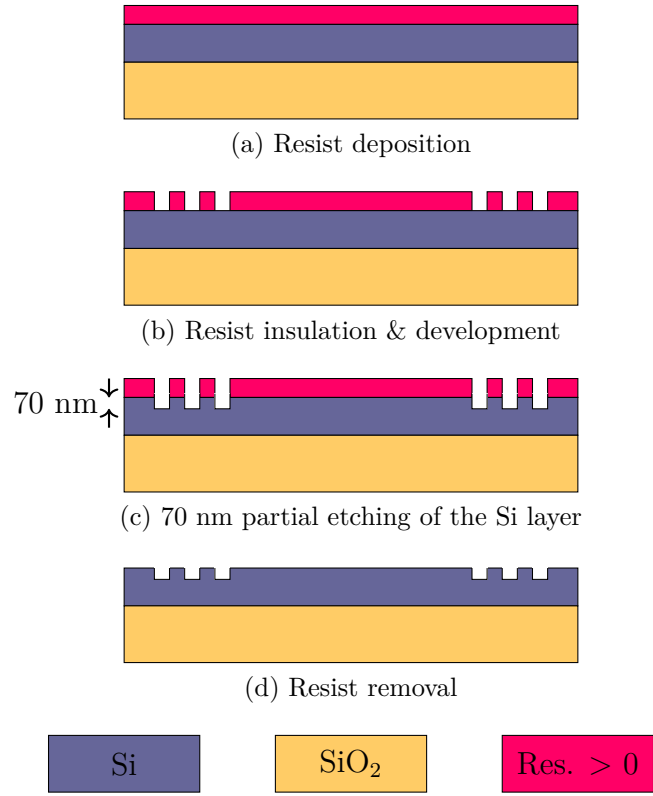 (a) Resist deposition
(b) Resist insulation & development
70 nm
(c) 70 nm partial etching of the Si layer
(d) Resist removal
Si
SiO₂
Res. > 0